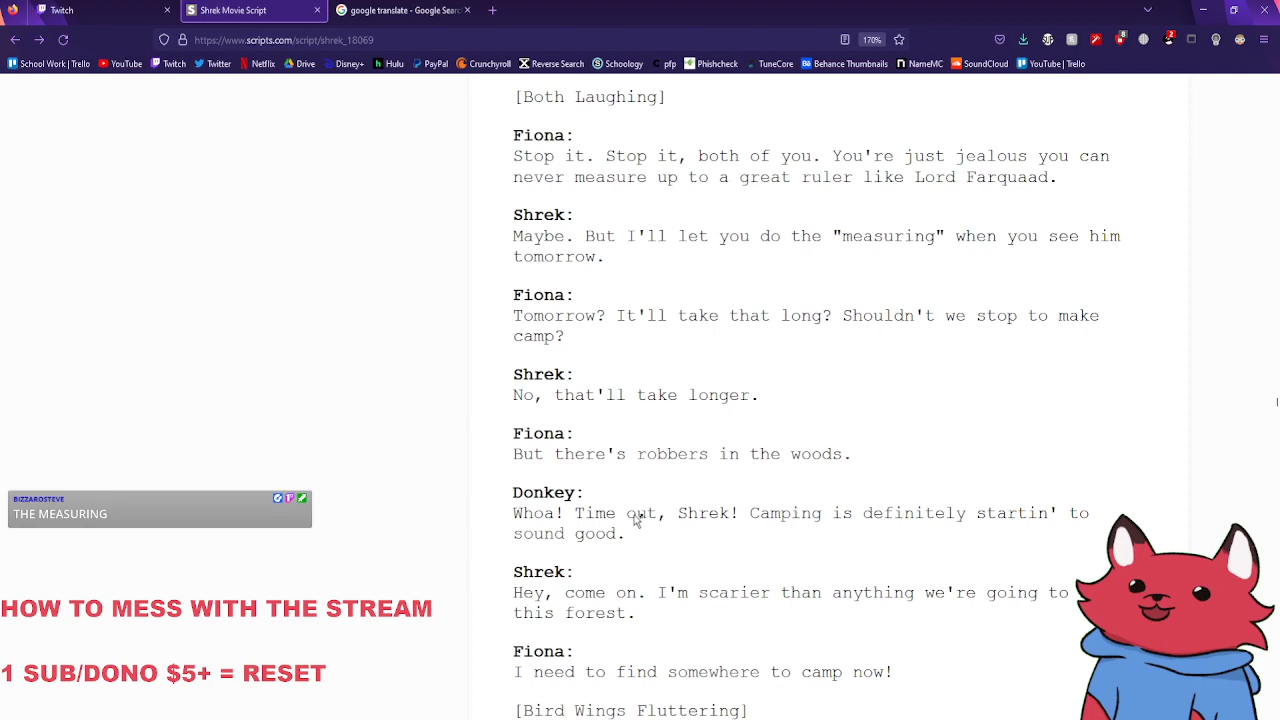 Twitch
Shrek Movie Script
google translate - Google Searc
https://www.scripts.com/script/shrek_18069
170%
School Work | Trello
YouTube
Twitch
Twitter
Netflix
Drive
Disney+
Hulu
PayPal
Crunchyroll
Reverse Search
Schoology
pfp
Phishcheck
TuneCore
Behance Thumbnails
NameMC
SoundCloud
YouTube | Trello
[Both Laughing]
Fiona:
Stop it. Stop it, both of you. You're just jealous you can
never measure up to a great ruler like Lord Farquaad.
Shrek:
Maybe. But I'll let you do the "measuring" when you see him
tomorrow.
Fiona:
Tomorrow? It'll take that long? Shouldn't we stop to make
camp?
Shrek:
No, that'll take longer.
Fiona:
But there's robbers in the woods.
Donkey:
Whoa! Time out, Shrek! Camping is definitely startin' to
sound good.
Shrek:
Hey, come on. I'm scarier than anything we're going to
this forest.
Fiona:
I need to find somewhere to camp now!
[Bird Wings Fluttering]
BIZZAROSTEVE
THE MEASURING
HOW TO MESS WITH THE STREAM
1 SUB/DONO $5+ = RESET